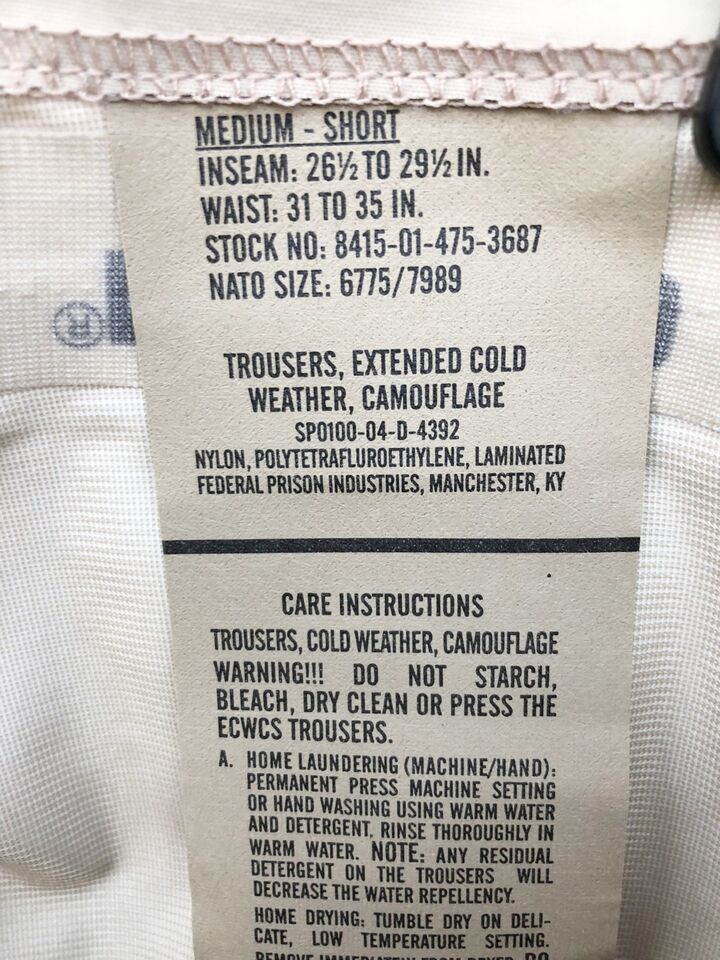 MEDIUM - SHORT
INSEAM: 26½ TO 29½ IN.
WAIST: 31 TO 35 IN.
STOCK NO: 8415-01-475-3687
NATO SIZE: 6775/7989
®
TROUSERS, EXTENDED COLD
WEATHER, CAMOUFLAGE
SP0100-04-D-4392
NYLON, POLYTETRAFLUROETHYLENE, LAMINATED
FEDERAL PRISON INDUSTRIES, MANCHESTER, KY
CARE INSTRUCTIONS
TROUSERS, COLD WEATHER, CAMOUFLAGE
WARNING!!! DO NOT STARCH,
BLEACH, DRY CLEAN OR PRESS THE
ECWCS TROUSERS.
A. HOME LAUNDERING (MACHINE/HAND):
PERMANENT PRESS MACHINE SETTING
OR HAND WASHING USING WARM WATER
AND DETERGENT, RINSE THOROUGHLY IN
WARM WATER. NOTE: ANY RESIDUAL
DETERGENT ON THE TROUSERS WILL
DECREASE THE WATER REPELLENCY.
HOME DRYING: TUMBLE DRY ON DELI-
CATE, LOW TEMPERATURE SETTING.
REMOVE IMMEDIATELY FROM DRYER. DO